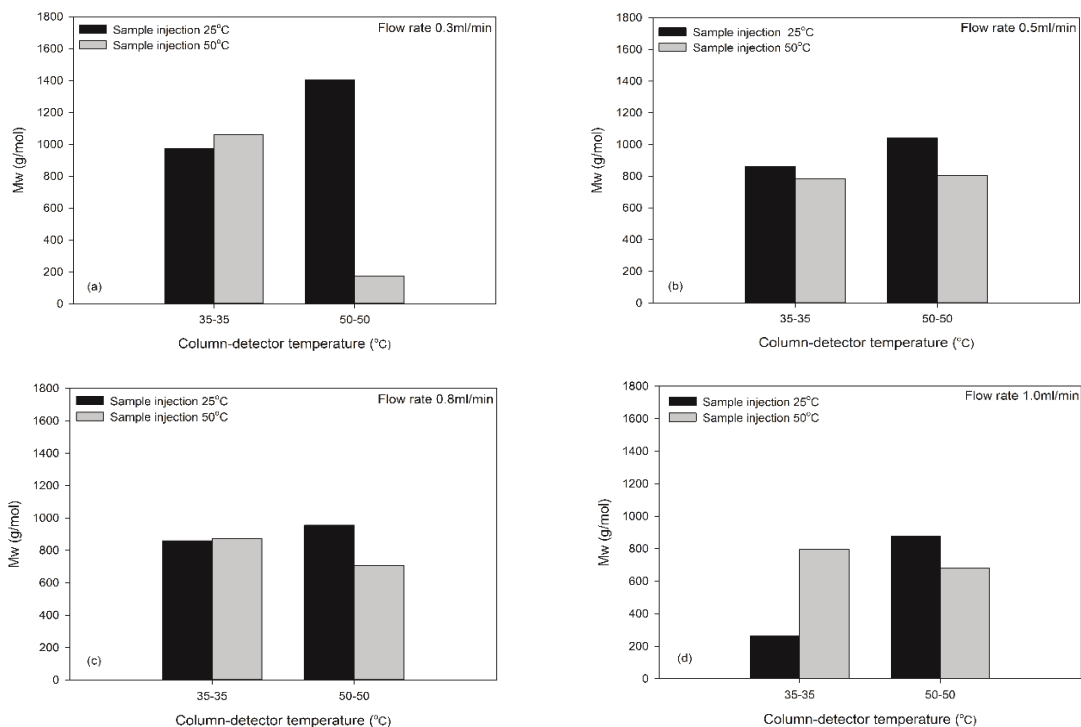 Sample injection 25°C
Sample injection 50°C
Flow rate 0.3ml/min
1800
1600
1400
1200
1000
800
600
400
200
0
Mw (g/mol)
(a)
35-35
50-50
Column-detector temperature (°C)
Sample injection 25°C
Sample injection 50°C
Flow rate 0.5ml/min
1800
1600
1400
1200
1000
800
600
400
200
0
Mw (g/mol)
(b)
35-35
50-50
Column-detector temperature (°C)
Sample injection 25°C
Sample injection 50°C
Flow rate 0.8ml/min
1800
1600
1400
1200
1000
800
600
400
200
0
Mw (g/mol)
(c)
35-35
50-50
Column-detector temperature (°C)
Sample injection 25°C
Sample injection 50°C
Flow rate 1.0ml/min
1800
1600
1400
1200
1000
800
600
400
200
0
Mw (g/mol)
(d)
35-35
50-50
Column-detector temperature (°C)